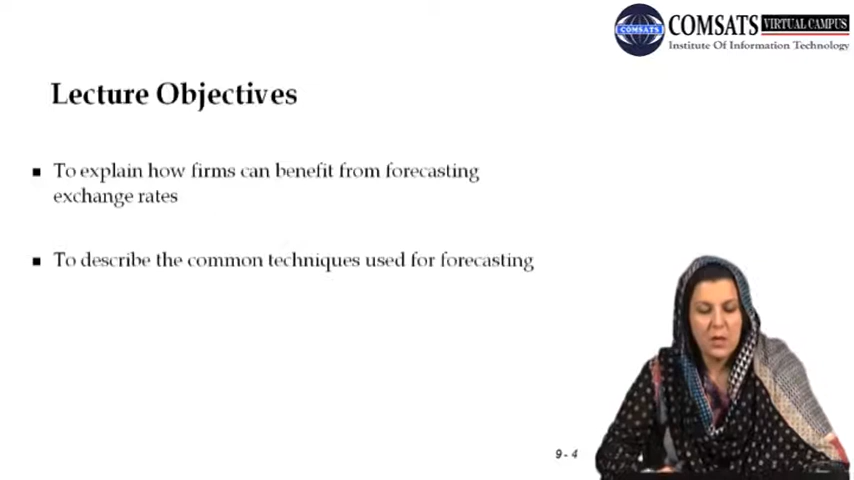 COMSATS VIRTUAL CAMPUS
COMSATS
Institute Of Information Technology
Lecture Objectives
To explain how firms can benefit from forecasting
exchange rates
To describe the common techniques used for forecasting
9 - 4